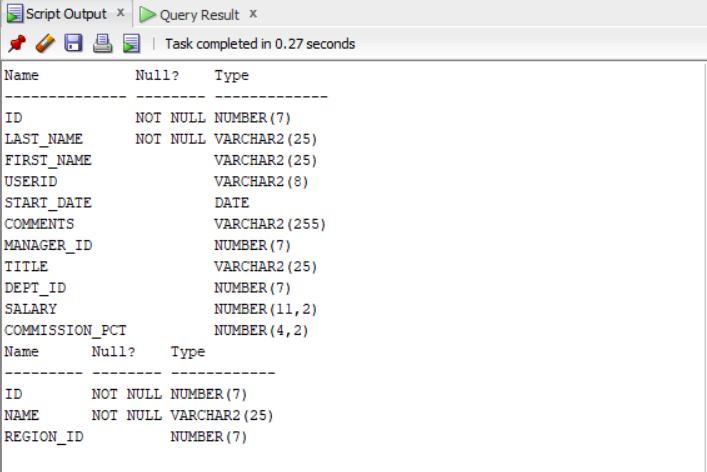 Script Output x Query Result x
Task completed in 0.27 seconds
Name Null? Type
-------------- -------- -------------
ID NOT NULL NUMBER(7)
LAST_NAME NOT NULL VARCHAR2(25)
FIRST_NAME VARCHAR2(25)
USERID VARCHAR2(8)
START_DATE DATE
COMMENTS VARCHAR2(255)
MANAGER_ID NUMBER(7)
TITLE VARCHAR2(25)
DEPT_ID NUMBER(7)
SALARY NUMBER(11,2)
COMMISSION_PCT NUMBER(4,2)
Name Null? Type
--------- -------- ------------
ID NOT NULL NUMBER(7)
NAME NOT NULL VARCHAR2(25)
REGION_ID NUMBER(7)